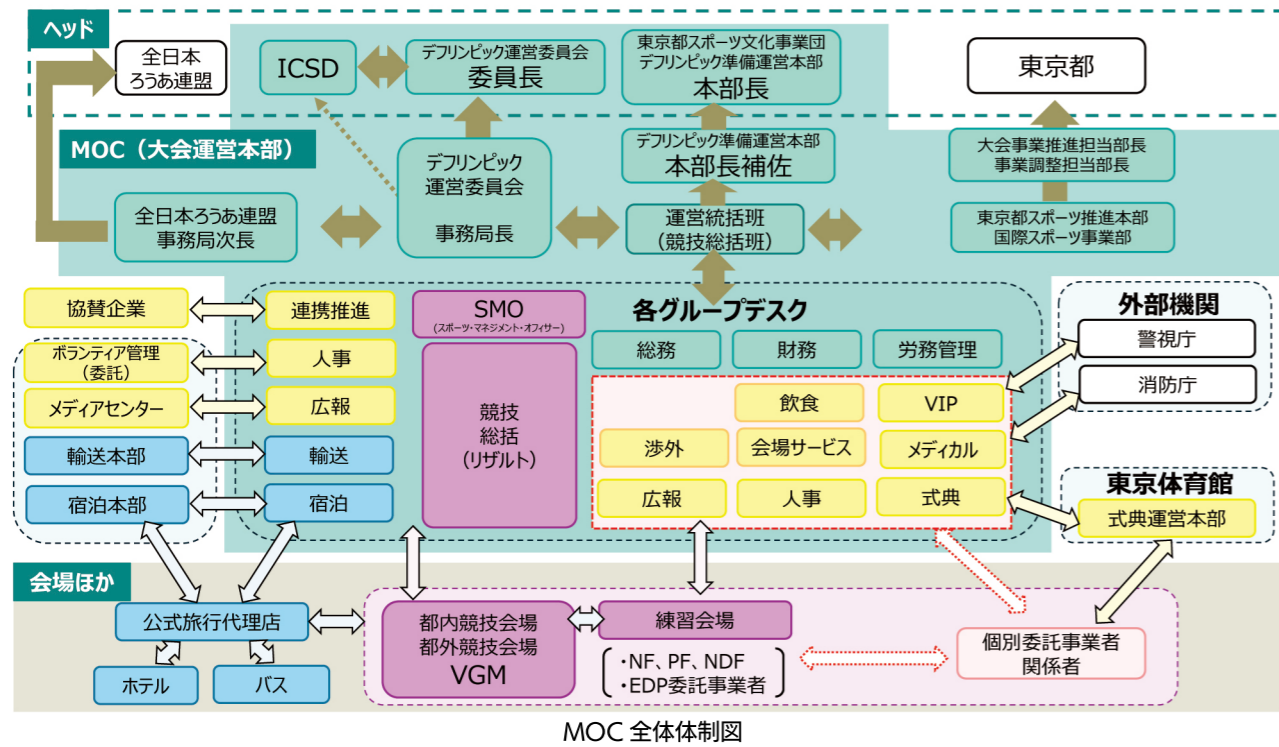 ヘッド
全日本
ろうあ連盟
ICSD
デフリンピック運営委員会
委員長
東京都スポーツ文化事業団
デフリンピック準備運営本部
本部長
東京都
MOC(大会運営本部)
デフリンピック
運営委員会
事務局長
デフリンピック準備運営本部
本部長補佐
大会事業推進担当部長
事業調整担当部長
全日本ろうあ連盟
事務局次長
運営統括班
(競技総括班)
東京都スポーツ推進本部
国際スポーツ事業部
協賛企業
連携推進
SMO
(スポーツ・マネジメント・オフィサー)
各グループデスク
外部機関
ボランティア管理
(委託)
人事
総務
財務
労務管理
警視庁
消防庁
メディアセンター
広報
競技
総括
(リザルト)
飲食
VIP
輸送本部
輸送
渉外
会場サービス
メディカル
宿泊本部
宿泊
広報
人事
式典
東京体育館
式典運営本部
会場ほか
公式旅行代理店
ホテル
バス
都内競技会場
都外競技会場
VGM
練習会場
・NF、PF、NDF
・EDP委託事業者
個別委託事業者
関係者
MOC 全体体制図